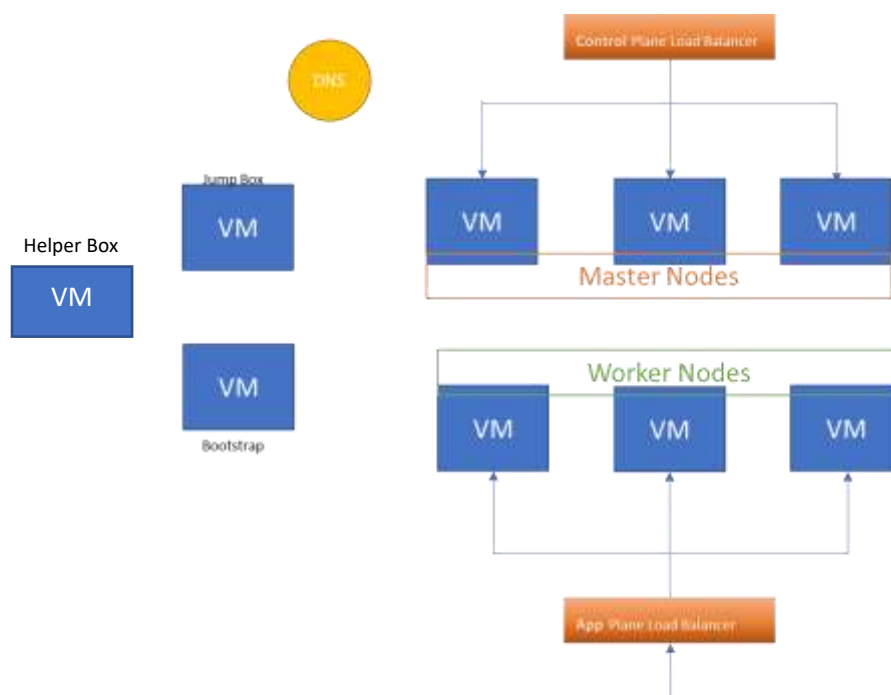 Control Plane Load Balancer
DNS
Jump Box
VM
VM
VM
VM
Helper Box
VM
Master Nodes
VM
Bootstrap
Worker Nodes
VM
VM
VM
App Plane Load Balancer